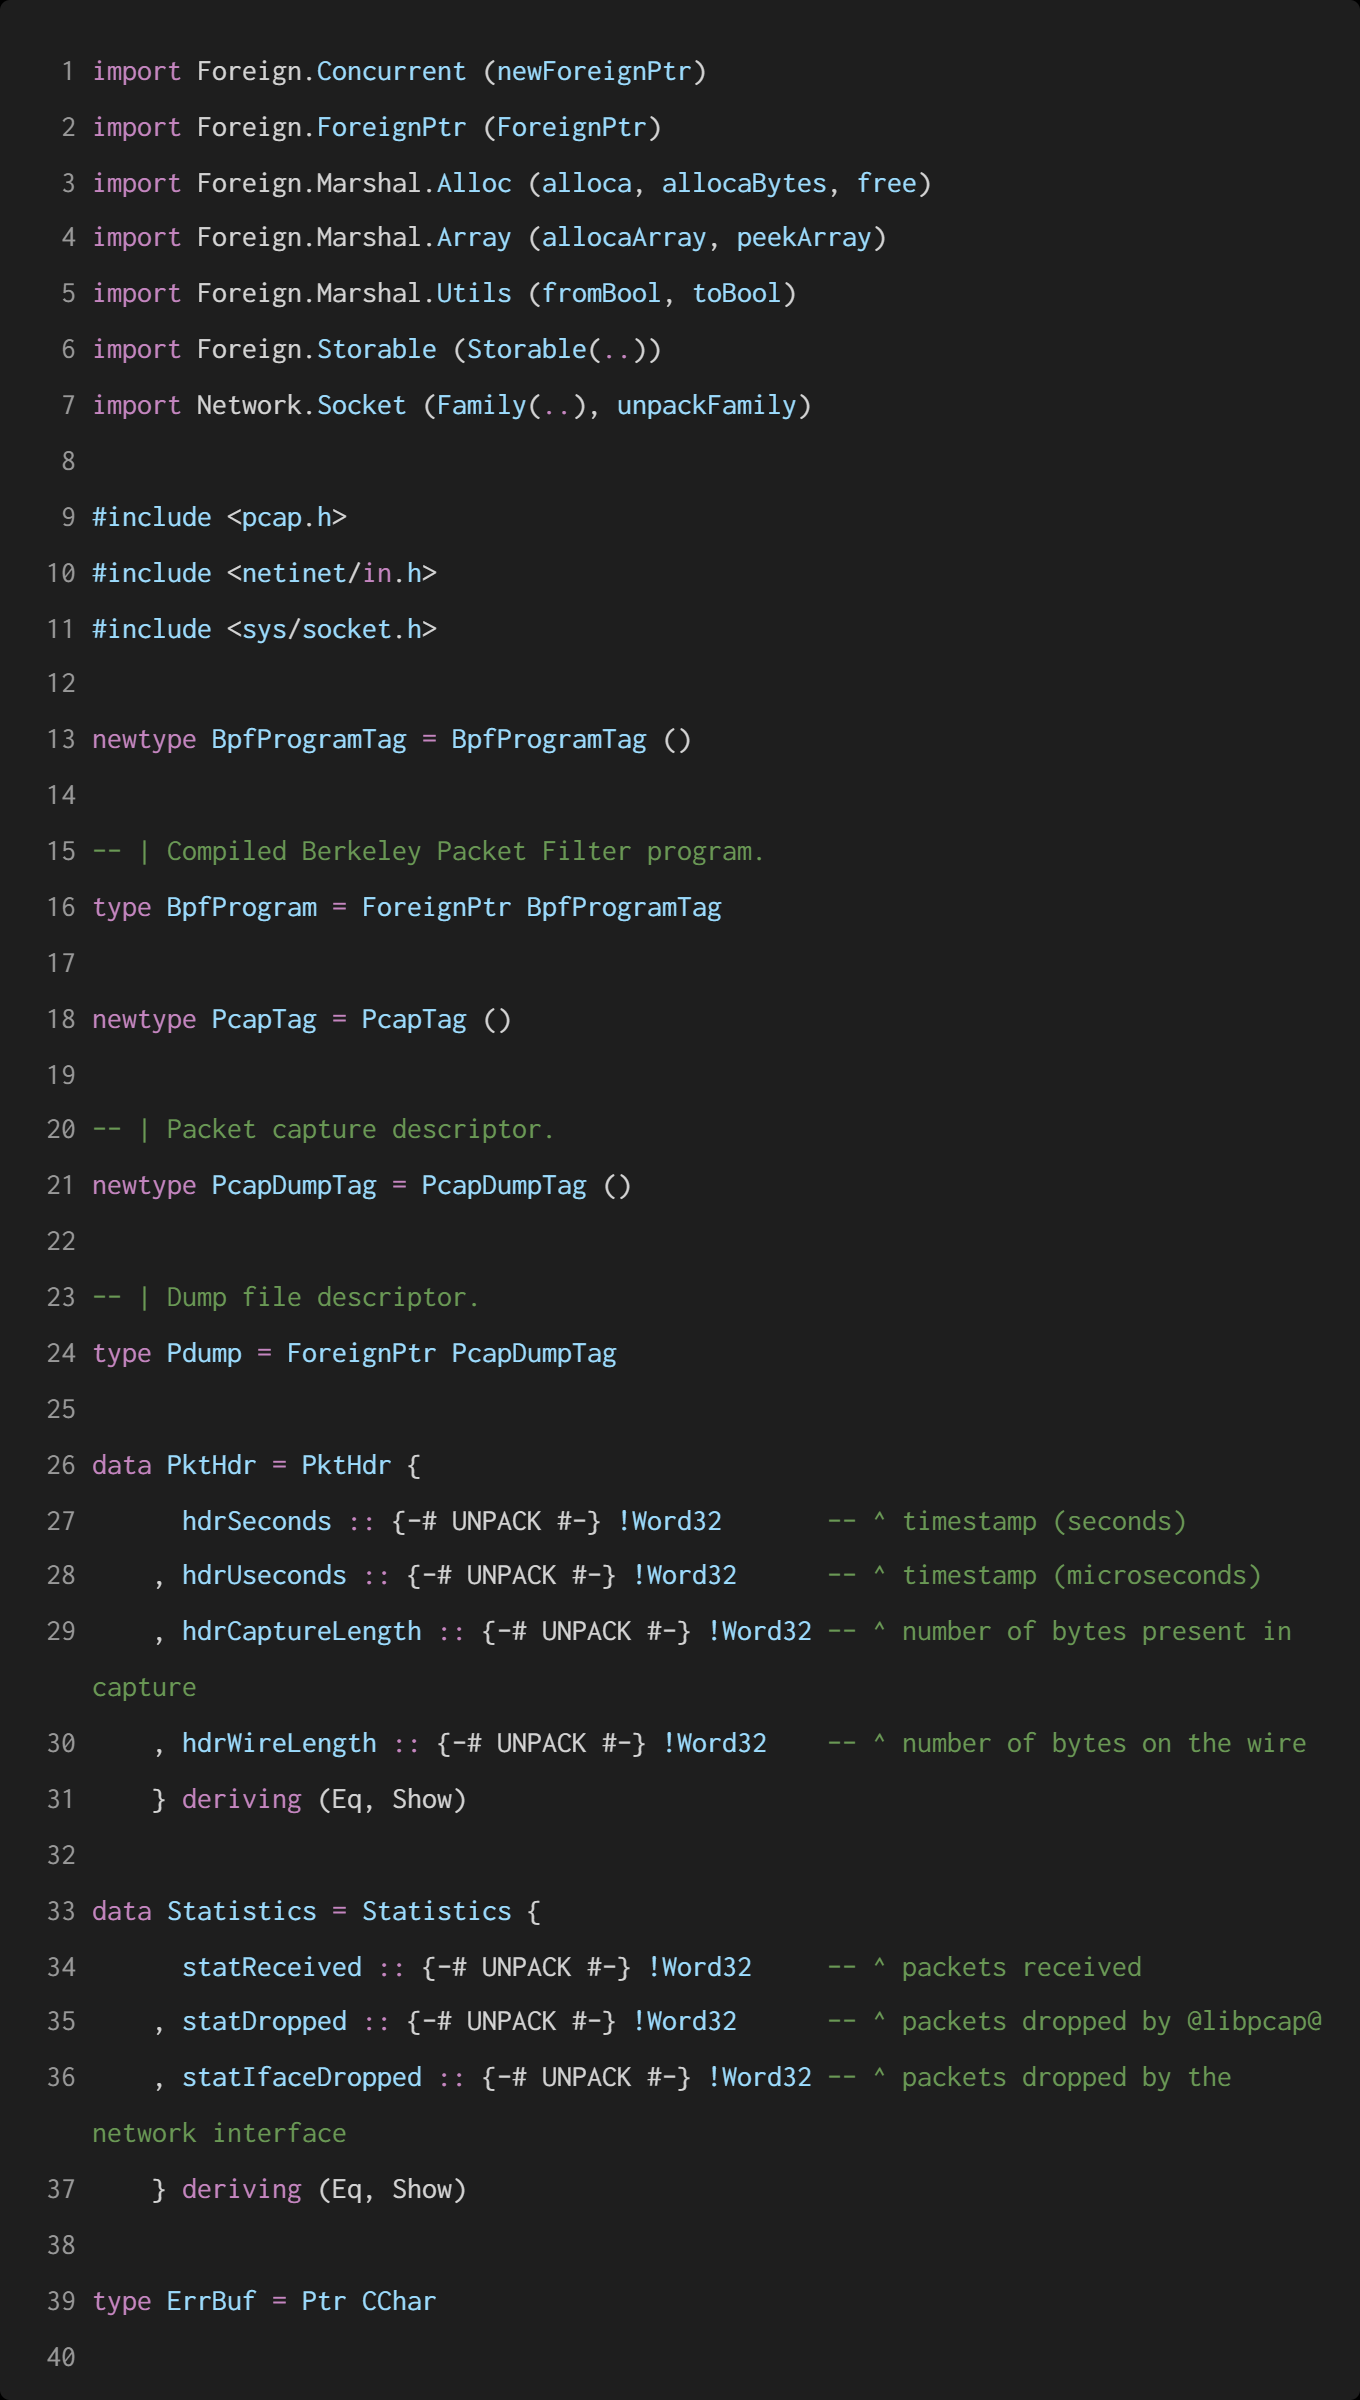 1 import Foreign.Concurrent (newForeignPtr)
2 import Foreign.ForeignPtr (ForeignPtr)
3 import Foreign.Marshal.Alloc (alloca, allocaBytes, free)
4 import Foreign.Marshal.Array (allocaArray, peekArray)
5 import Foreign.Marshal.Utils (fromBool, toBool)
6 import Foreign.Storable (Storable(..))
7 import Network.Socket (Family(..), unpackFamily)
8
9 #include <pcap.h>
10 #include <netinet/in.h>
11 #include <sys/socket.h>
12
13 newtype BpfProgramTag = BpfProgramTag ()
14
15 -- | Compiled Berkeley Packet Filter program.
16 type BpfProgram = ForeignPtr BpfProgramTag
17
18 newtype PcapTag = PcapTag ()
19
20 -- | Packet capture descriptor.
21 newtype PcapDumpTag = PcapDumpTag ()
22
23 -- | Dump file descriptor.
24 type Pdump = ForeignPtr PcapDumpTag
25
26 data PktHdr = PktHdr {
27       hdrSeconds :: {-# UNPACK #-} !Word32       -- ^ timestamp (seconds)
28     , hdrUseconds :: {-# UNPACK #-} !Word32      -- ^ timestamp (microseconds)
29     , hdrCaptureLength :: {-# UNPACK #-} !Word32 -- ^ number of bytes present in
capture
30     , hdrWireLength :: {-# UNPACK #-} !Word32    -- ^ number of bytes on the wire
31     } deriving (Eq, Show)
32
33 data Statistics = Statistics {
34       statReceived :: {-# UNPACK #-} !Word32     -- ^ packets received
35     , statDropped :: {-# UNPACK #-} !Word32      -- ^ packets dropped by @libpcap@
36     , statIfaceDropped :: {-# UNPACK #-} !Word32 -- ^ packets dropped by the
network interface
37     } deriving (Eq, Show)
38
39 type ErrBuf = Ptr CChar
40